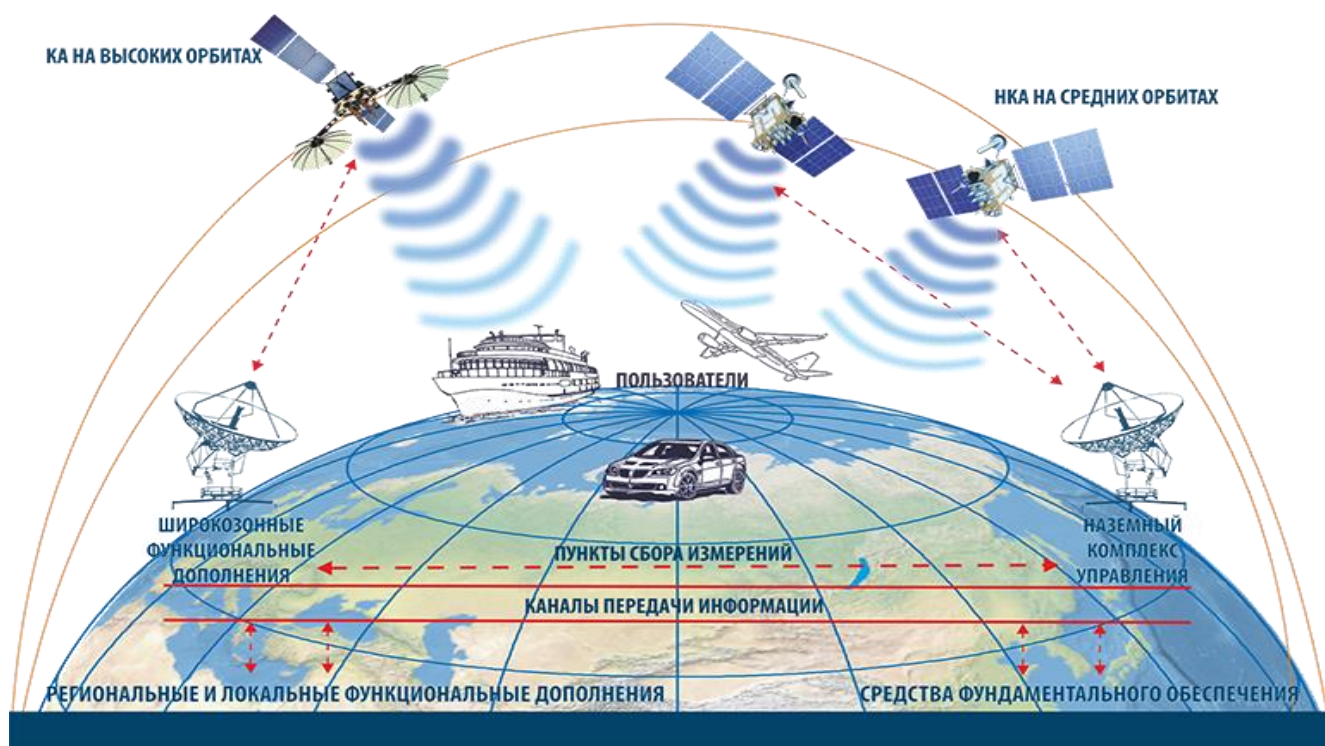 КА НА ВЫСОКИХ ОРБИТАХ
НКА НА СРЕДНИХ ОРБИТАХ
ПОЛЬЗОВАТЕЛИ
ШИРОКОЗОННЫЕ
ФУНКЦИОНАЛЬНЫЕ
ДОПОЛНЕНИЯ
ПУНКТЫ СБОРА ИЗМЕРЕНИЙ
НАЗЕМНЫЙ
КОМПЛЕКС
УПРАВЛЕНИЯ
КАНАЛЫ ПЕРЕДАЧИ ИНФОРМАЦИИ
РЕГИОНАЛЬНЫЕ И ЛОКАЛЬНЫЕ ФУНКЦИОНАЛЬНЫЕ ДОПОЛНЕНИЯ
СРЕДСТВА ФУНДАМЕНТАЛЬНОГО ОБЕСПЕЧЕНИЯ